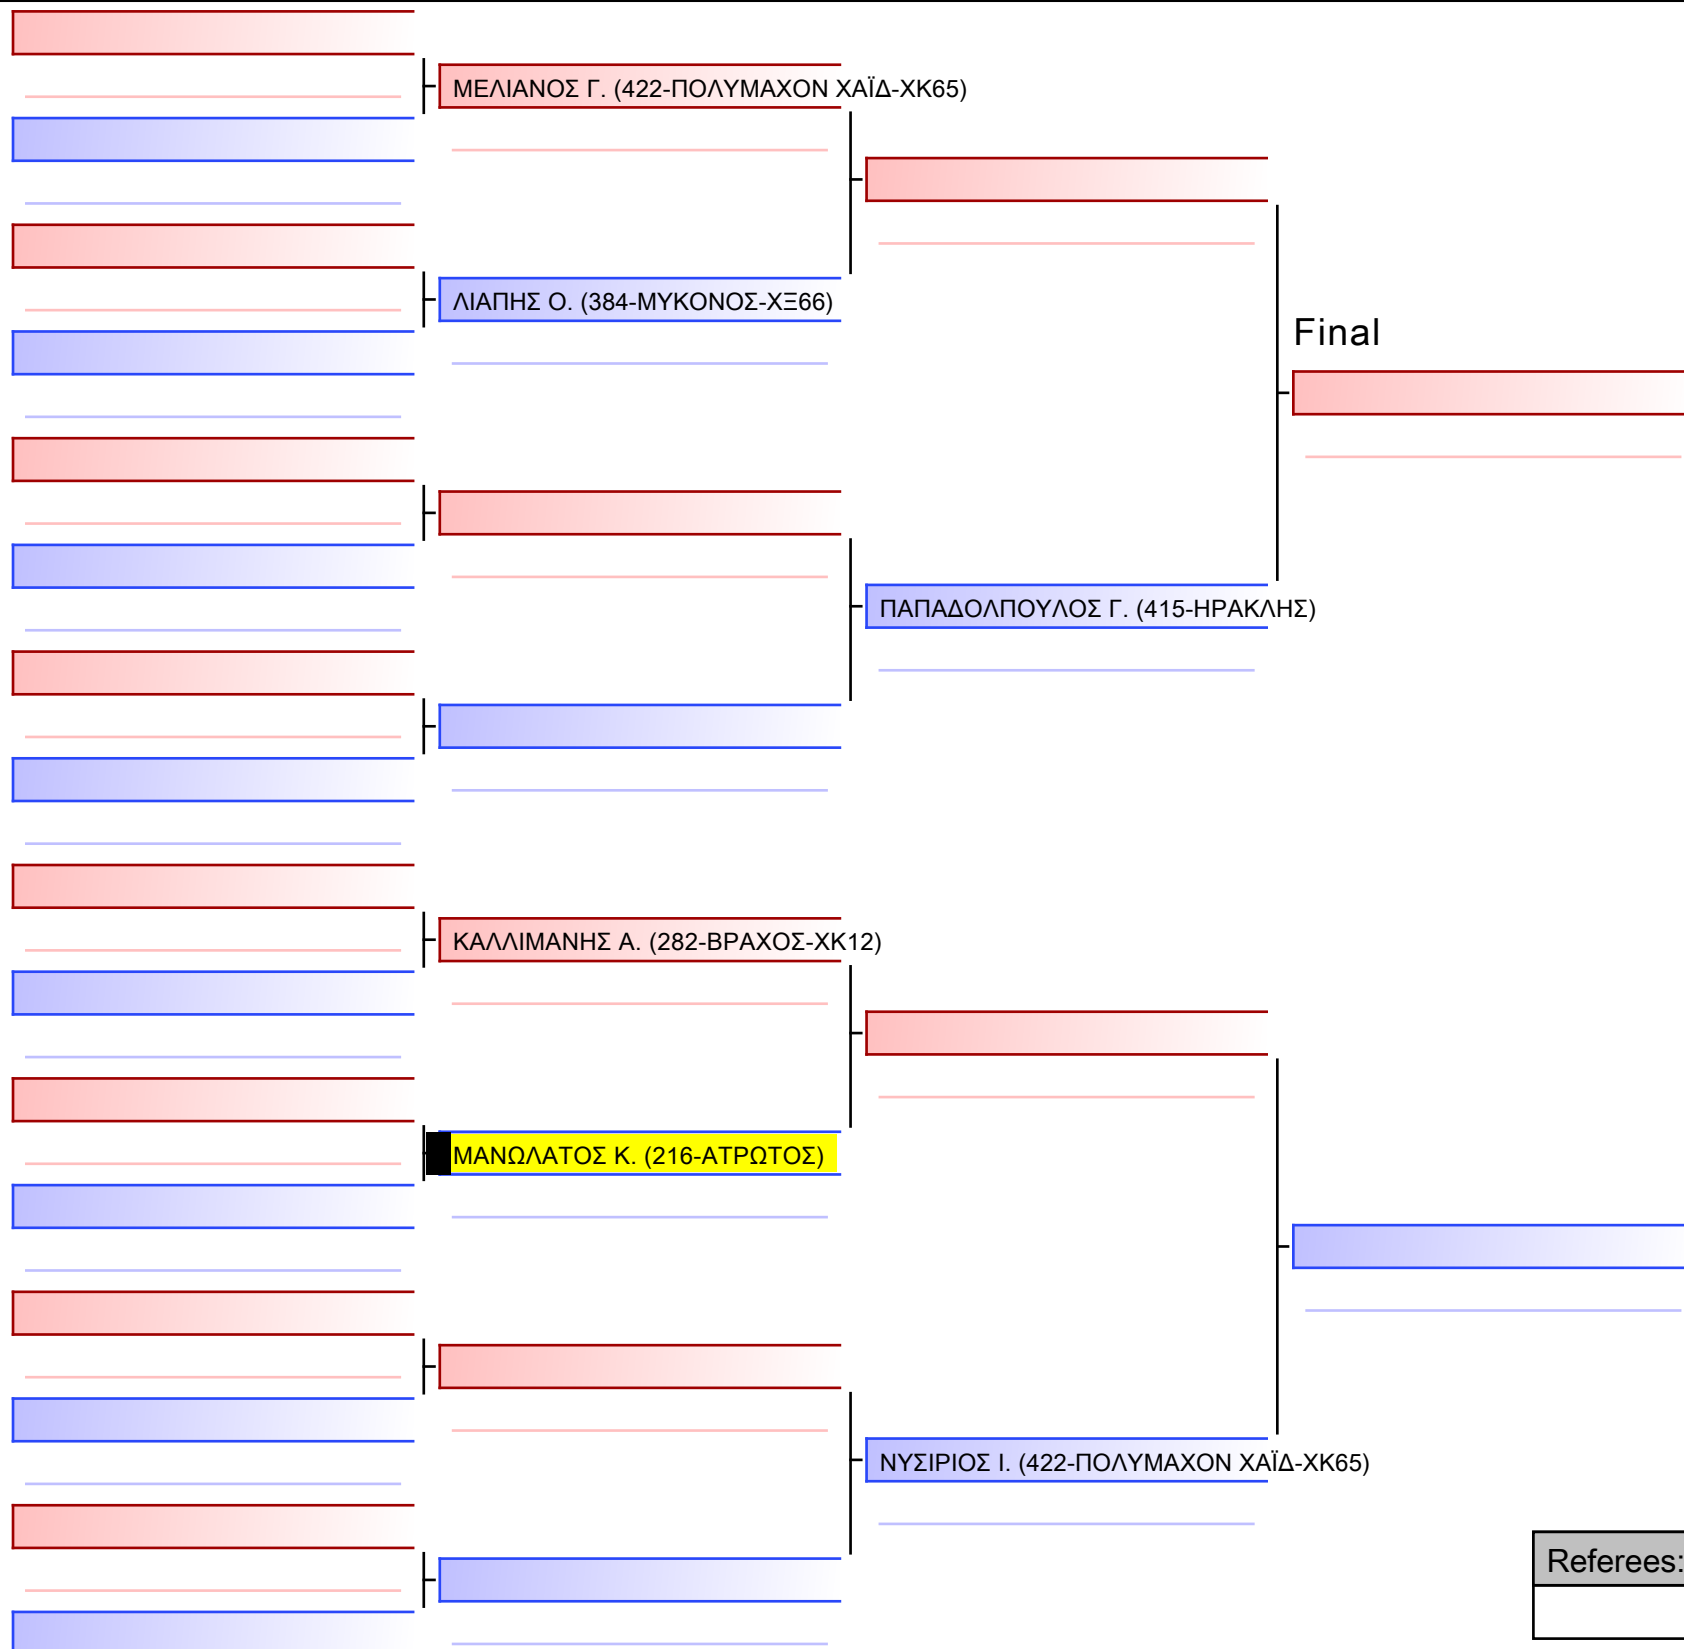 ΜΕΛΙΑΝΟΣ Γ. (422-ΠΟΛΥΜΑΧΟΝ ΧΑΪΔ-ΧΚ65)
ΛΙΑΠΗΣ Ο. (384-ΜΥΚΟΝΟΣ-ΧΞ66)
Final
ΠΑΠΑΔΟΛΠΟΥΛΟΣ Γ. (415-ΗΡΑΚΛΗΣ)
ΚΑΛΛΙΜΑΝΗΣ Α. (282-ΒΡΑΧΟΣ-ΧΚ12)
ΜΑΝΩΛΑΤΟΣ Κ. (216-ΑΤΡΩΤΟΣ)
ΝΥΣΙΡΙΟΣ Ι. (422-ΠΟΛΥΜΑΧΟΝ ΧΑΪΔ-ΧΚ65)
Referees: